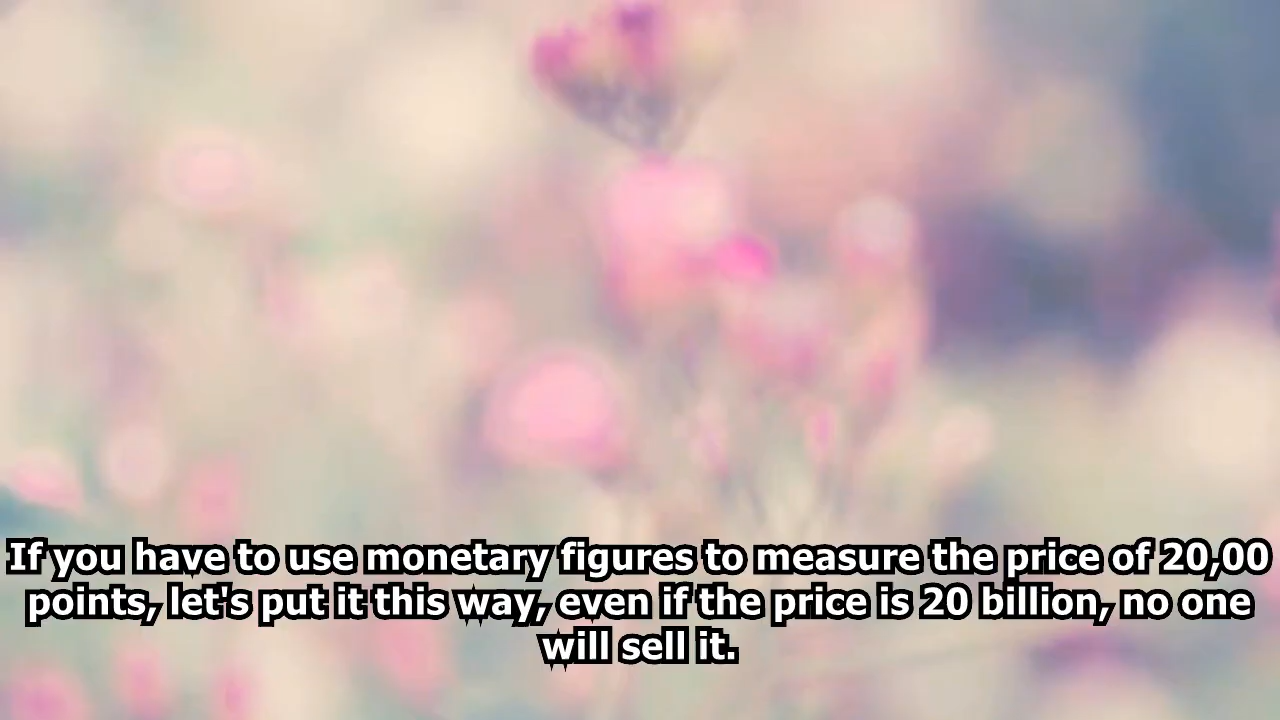 If you have to use monetary figures to measure the price of 20,00
points, let's put it this way, even if the price is 20 billion, no one
will sell it.